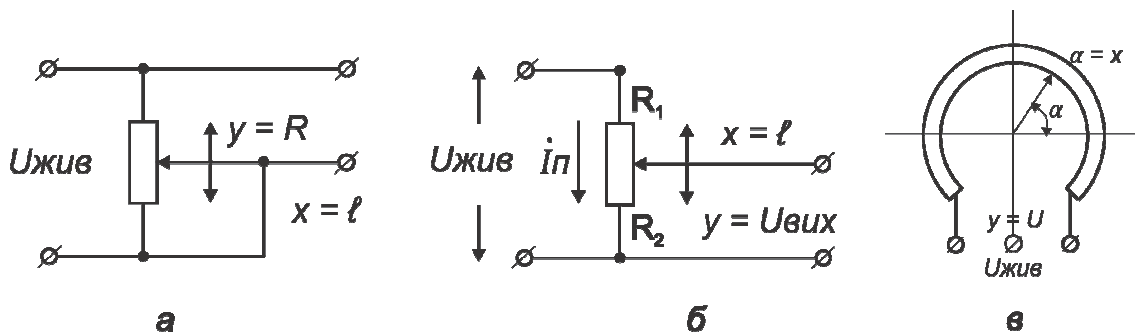 Uжив
y = R
x = ℓ
а
Uжив
R₁
İп
R₂
x = ℓ
y = Uвих
б
α = x
α
y = U
Uжив
в